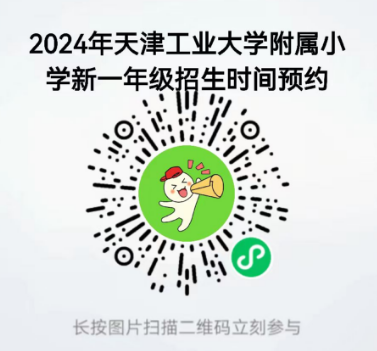 2024年天津工业大学附属小
学新一年级招生时间预约
长按图片扫描二维码立刻参与